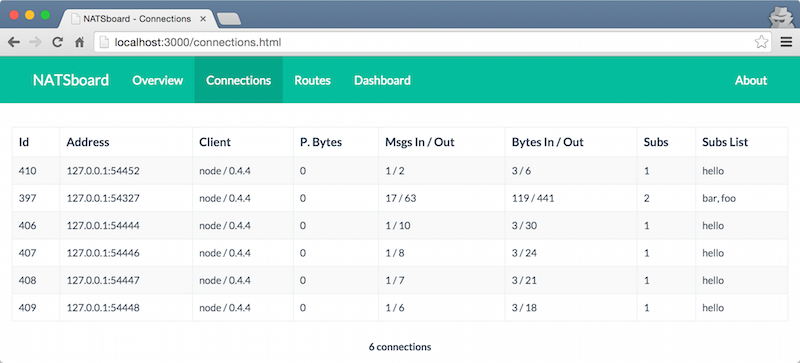 NATSboard - Connections
localhost:3000/connections.html
NATSboard Overview Connections Routes Dashboard About
Id Address Client P. Bytes Msgs In / Out Bytes In / Out Subs Subs List
410 127.0.0.1:54452 node / 0.4.4 0 1 / 2 3 / 6 1 hello
397 127.0.0.1:54327 node / 0.4.4 0 17 / 63 119 / 441 2 bar, foo
406 127.0.0.1:54444 node / 0.4.4 0 1 / 10 3 / 30 1 hello
407 127.0.0.1:54446 node / 0.4.4 0 1 / 8 3 / 24 1 hello
408 127.0.0.1:54447 node / 0.4.4 0 1 / 7 3 / 21 1 hello
409 127.0.0.1:54448 node / 0.4.4 0 1 / 6 3 / 18 1 hello
6 connections